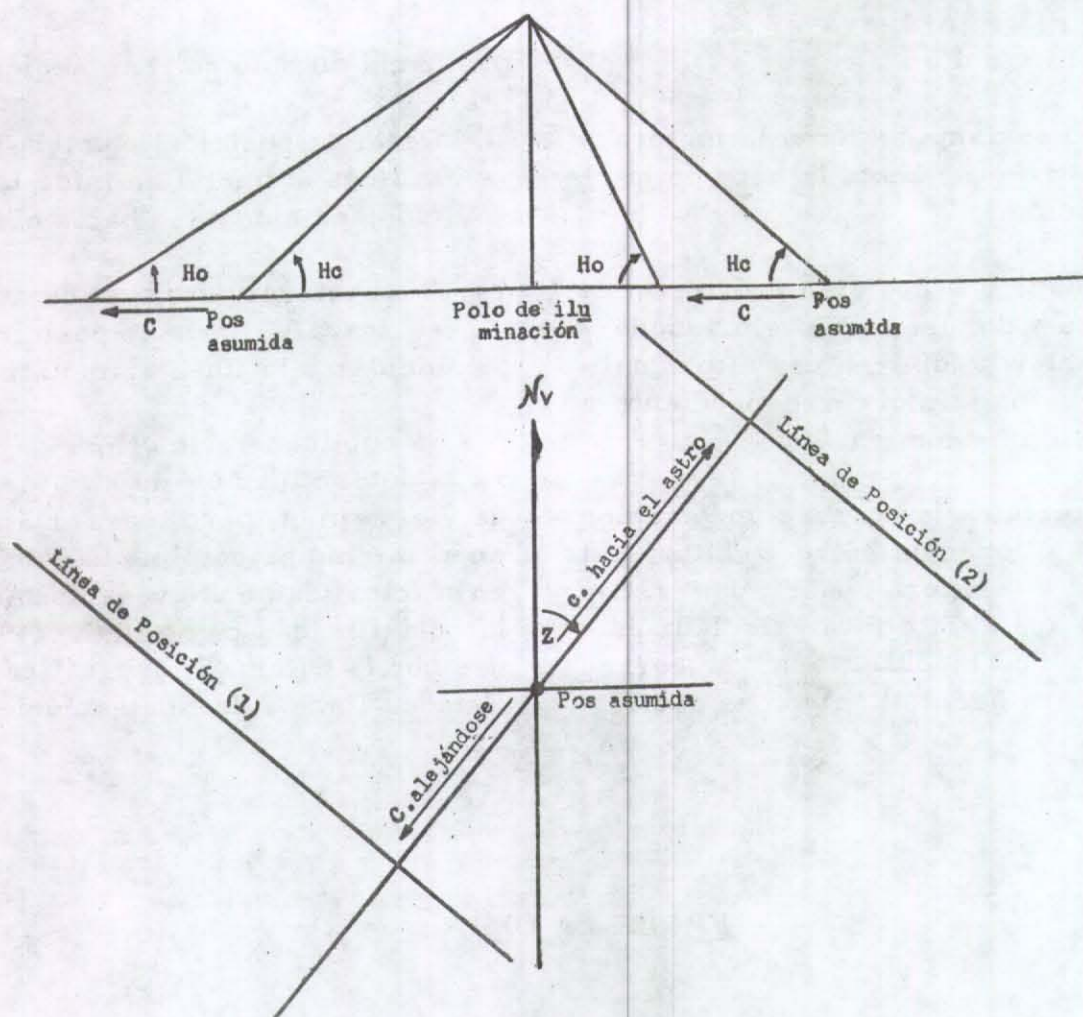 Ho
Hc
Ho
Hc
C
Pos
asumida
Polo de ilu
minación
C
Pos
asumida
Nv
Línea de Posición (2)
c. hacia el astro
Línea de Posición (1)
Z
Pos asumida
C. alejándose